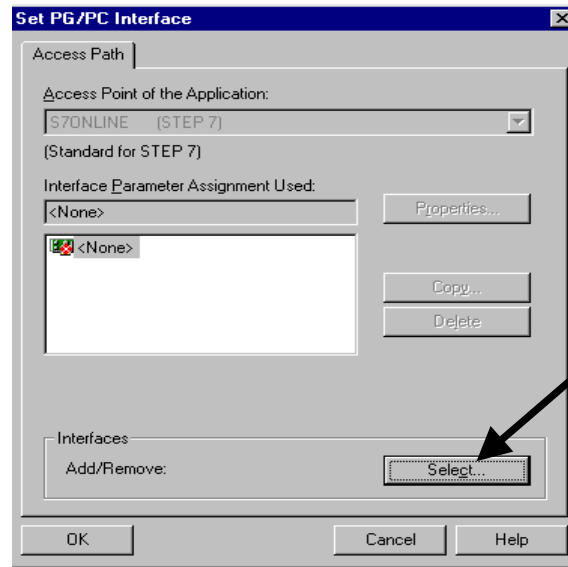 Set PG/PC Interface
Access Path
Access Point of the Application:
S7ONLINE (STEP 7)
(Standard for STEP 7)
Interface Parameter Assignment Used:
<None>
Properties...
<None>
Copy...
Delete
Interfaces
Add/Remove:
Select...
OK
Cancel
Help